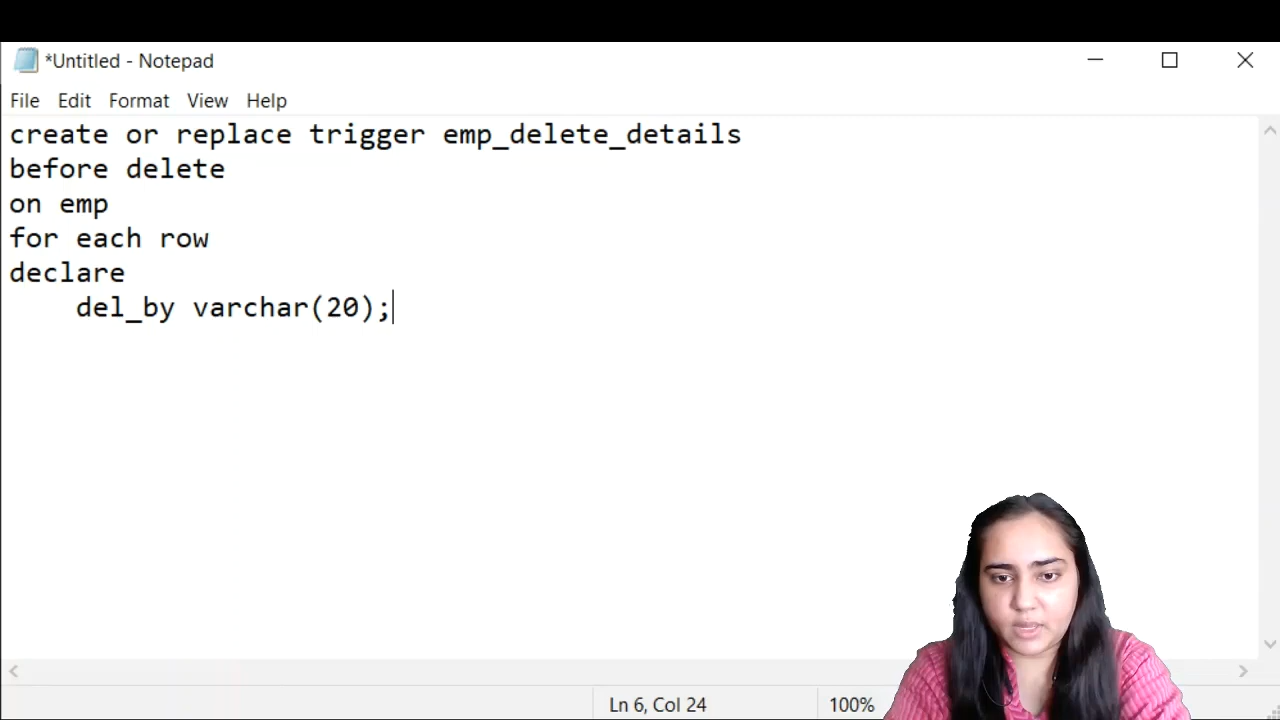 *Untitled - Notepad
File Edit Format View Help
create or replace trigger emp_delete_details
before delete
on emp
for each row
declare
    del_by varchar(20);
Ln 6, Col 24 100%